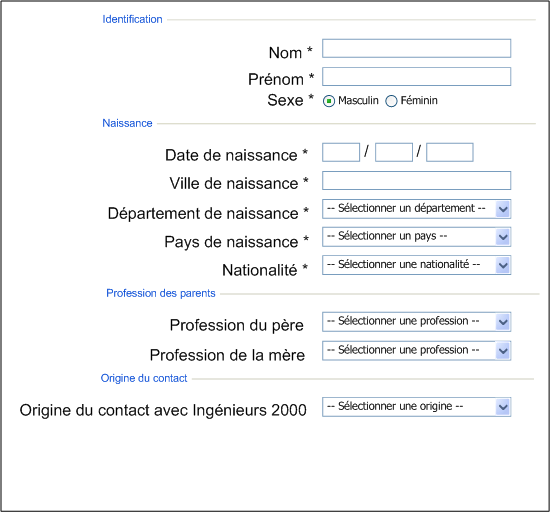 Identification
Nom *
Prénom *
Sexe * Masculin Féminin
Naissance
Date de naissance * / /
Ville de naissance *
Département de naissance * -- Sélectionner un département --
Pays de naissance * -- Sélectionner un pays --
Nationalité * -- Sélectionner une nationalité --
Profession des parents
Profession du père -- Sélectionner une profession --
Profession de la mère -- Sélectionner une profession --
Origine du contact
Origine du contact avec Ingénieurs 2000 -- Sélectionner une origine --